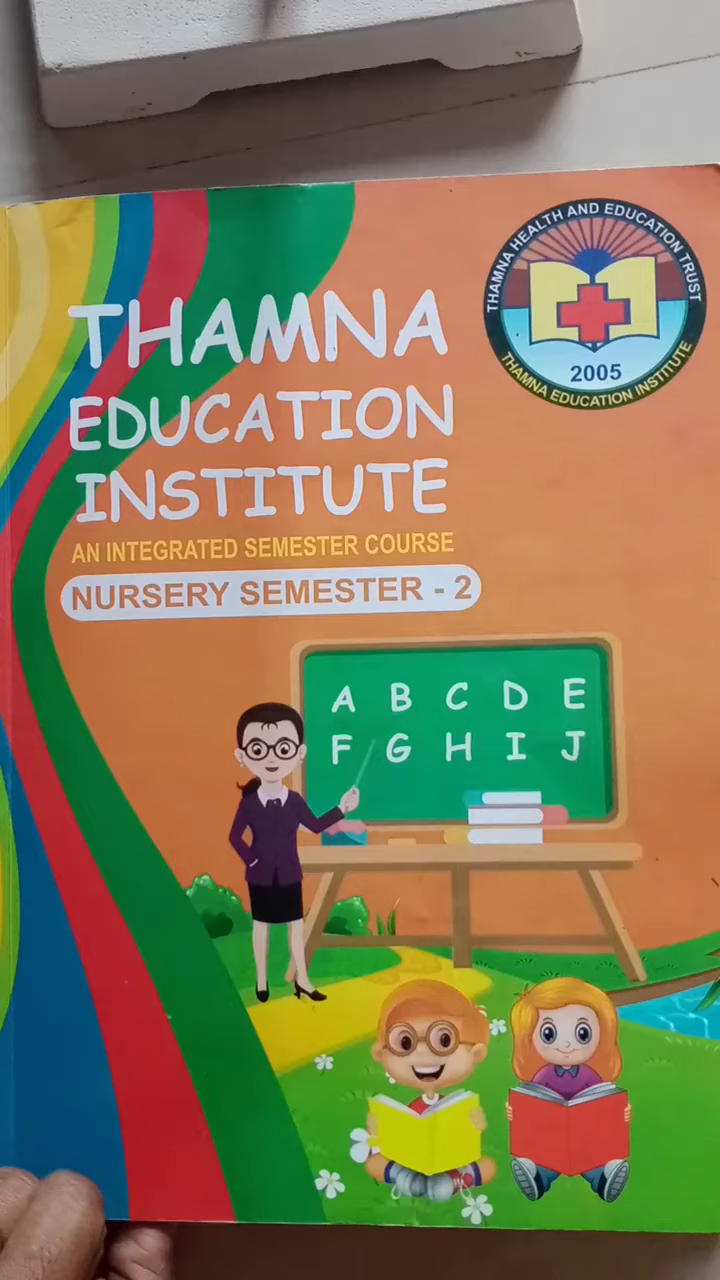 THAMNA HEALTH AND EDUCATION TRUST
2005
THAMNA EDUCATION INSTITUTE
THAMNA
EDUCATION
INSTITUTE
AN INTEGRATED SEMESTER COURSE
NURSERY SEMESTER - 2
A B C D E
F G H I J